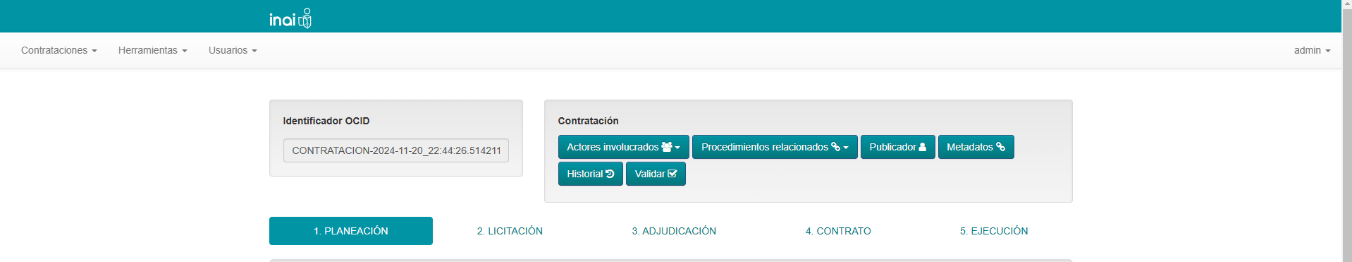 inai
Contrataciones Herramientas Usuarios admin
Identificador OCID
CONTRATACION-2024-11-20_22:44:26.514211
Contratación
Actores involucrados Procedimientos relacionados Publicador Metadatos
Historial Validar
1. PLANEACIÓN 2. LICITACIÓN 3. ADJUDICACIÓN 4. CONTRATO 5. EJECUCIÓN